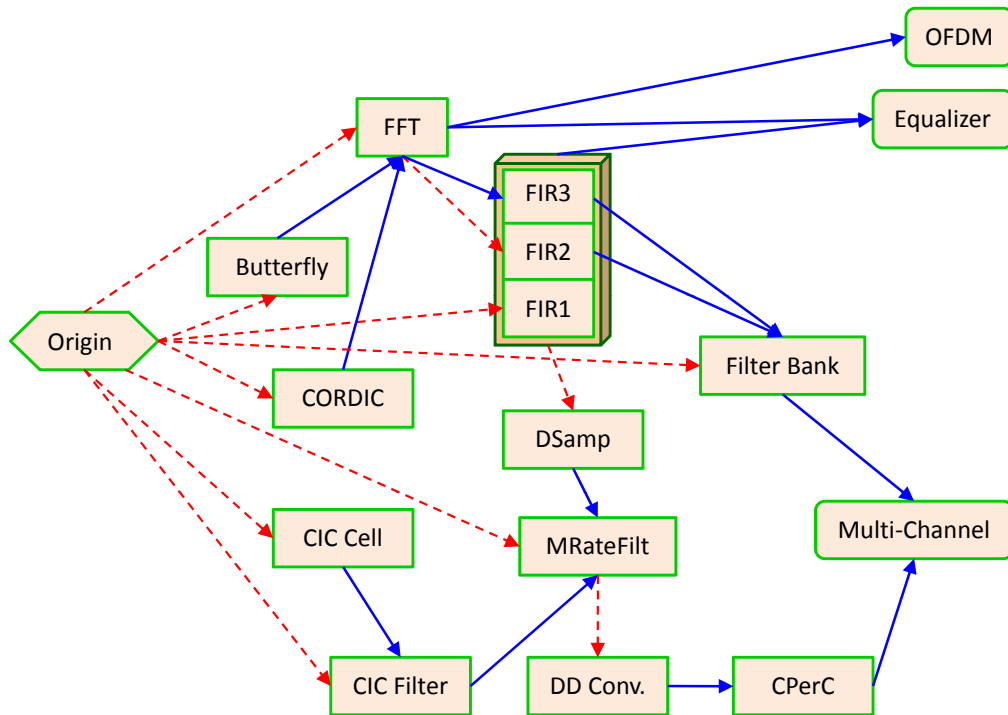 OFDM
Equalizer
FFT
FIR3
FIR2
FIR1
Butterfly
Origin
CORDIC
Filter Bank
DSamp
CIC Cell
MRateFilt
Multi-Channel
CIC Filter
DD Conv.
CPerC